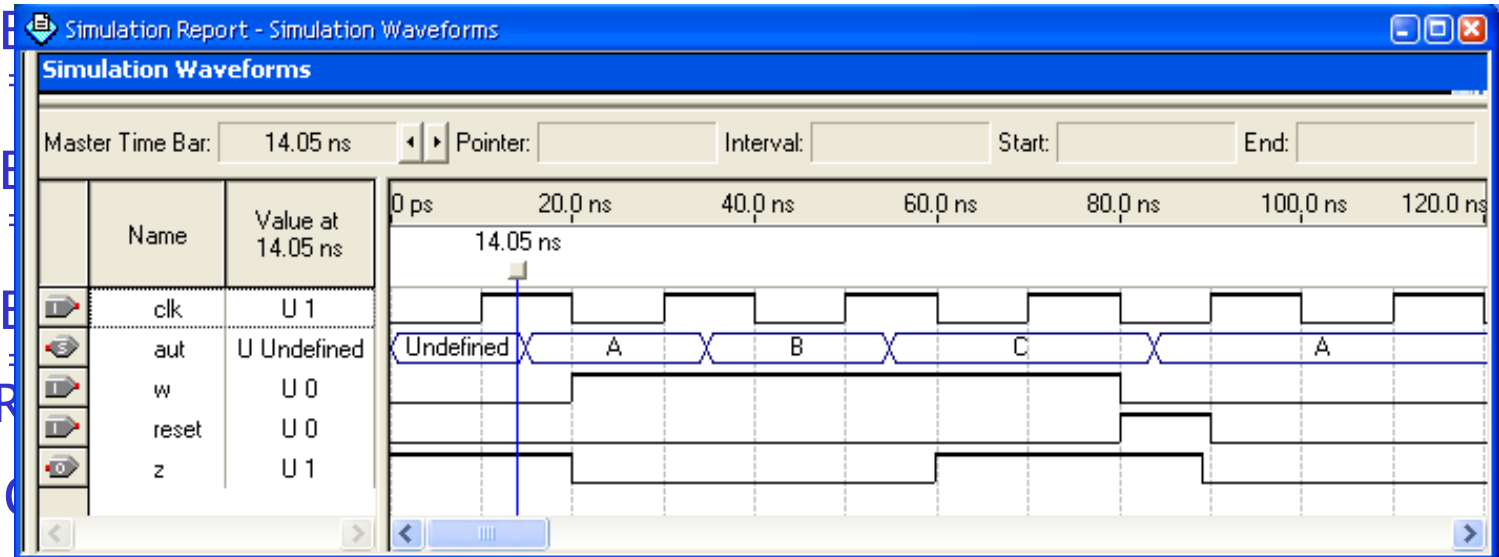 Simulation Report - Simulation Waveforms
Simulation Waveforms
Master Time Bar: 14.05 ns Pointer: Interval: Start: End:
Name Value at 14.05 ns
0 ps 20.0 ns 40.0 ns 60.0 ns 80.0 ns 100.0 ns 120.0 ns
14.05 ns
clk U 1
aut U Undefined Undefined A B C A
w U 0
reset U 0
z U 1